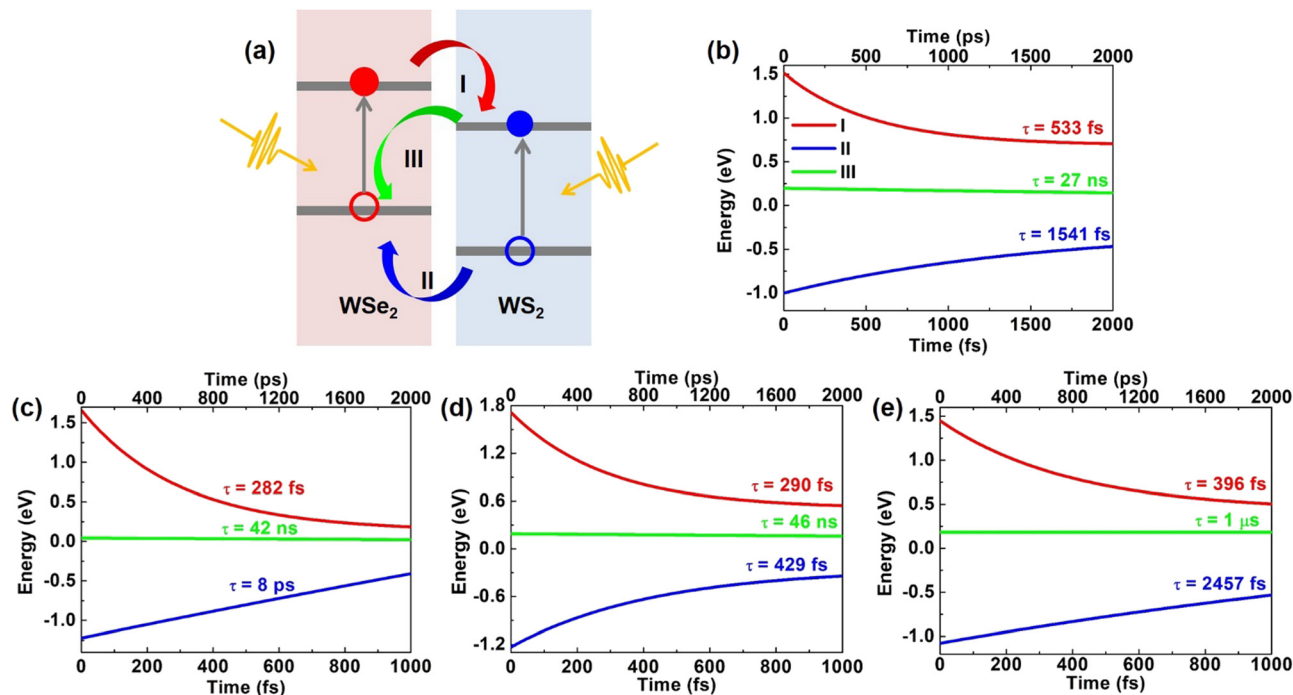 (a)
I
III
II
WSe₂
WS₂
(b)
Time (ps)
0 500 1000 1500 2000
Energy (eV)
1.5
1.0
0.5
0.0
-0.5
-1.0
I
II
III
τ = 533 fs
τ = 27 ns
τ = 1541 fs
0 500 1000 1500 2000
Time (fs)
(c)
Time (ps)
0 400 800 1200 1600 2000
Energy (eV)
1.5
1.0
0.5
0.0
-0.5
-1.0
τ = 282 fs
τ = 42 ns
τ = 8 ps
0 200 400 600 800 1000
Time (fs)
(d)
Time (ps)
0 400 800 1200 1600 2000
Energy (eV)
1.8
1.2
0.6
0.0
-0.6
-1.2
τ = 290 fs
τ = 46 ns
τ = 429 fs
0 200 400 600 800 1000
Time (fs)
(e)
Time (ps)
0 400 800 1200 1600 2000
Energy (eV)
1.5
1.0
0.5
0.0
-0.5
-1.0
τ = 396 fs
τ = 1 μs
τ = 2457 fs
0 200 400 600 800 1000
Time (fs)